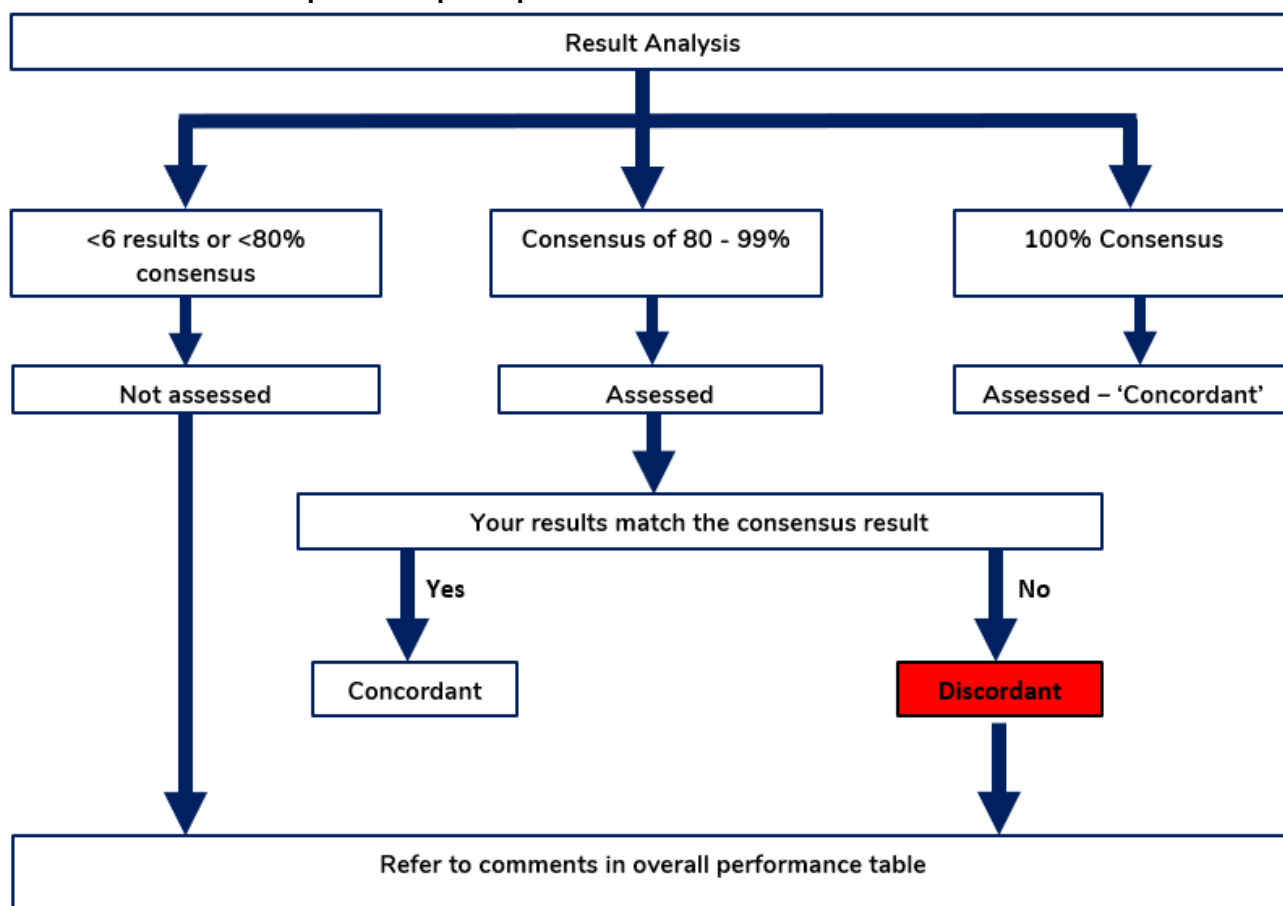 Result Analysis
<6 results or <80%
consensus
Consensus of 80 - 99%
100% Consensus
Not assessed
Assessed
Assessed – ‘Concordant’
Your results match the consensus result
Yes
No
Concordant
Discordant
Refer to comments in overall performance table